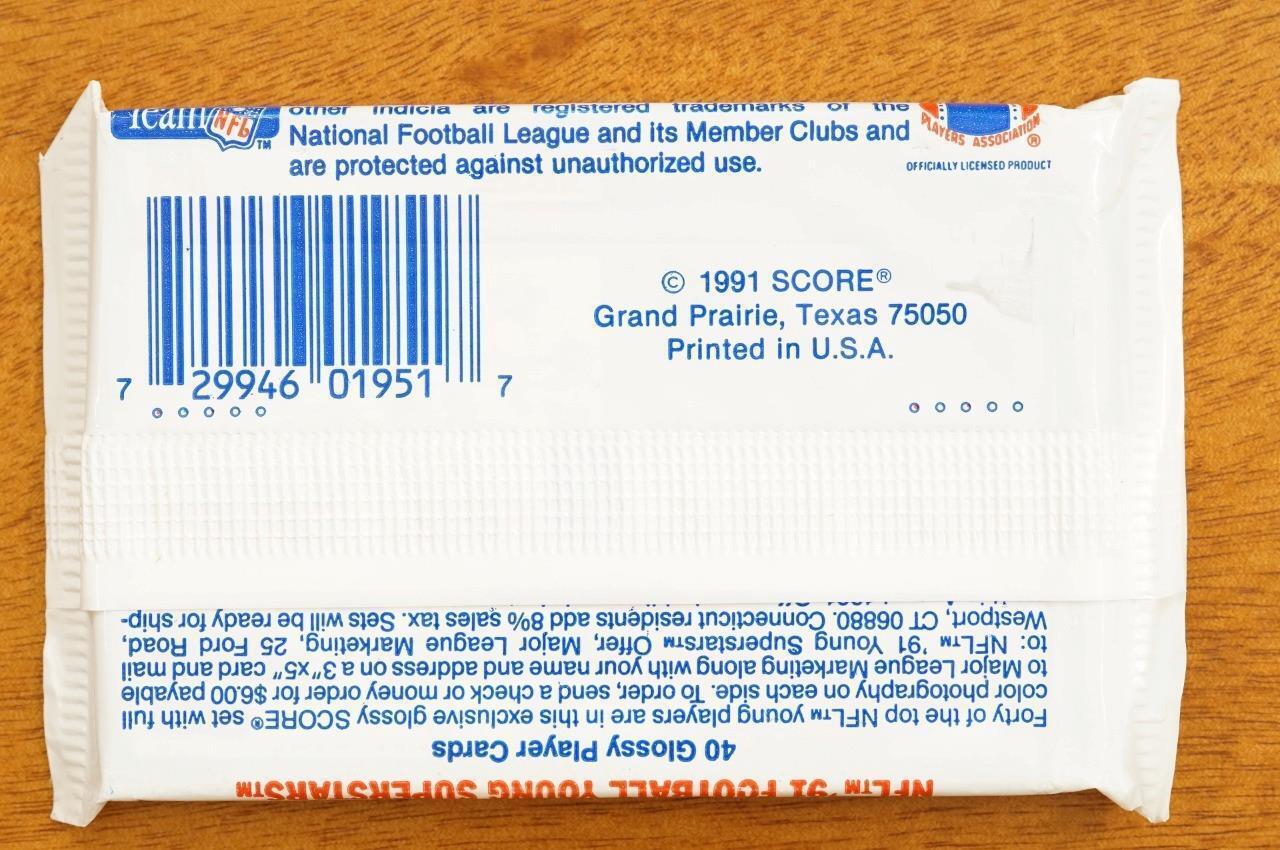 Team NFL TM
other indicia are registered trademarks of the
National Football League and its Member Clubs and
are protected against unauthorized use.
PLAYERS ASSOCIATION ®
OFFICIALLY LICENSED PRODUCT
© 1991 SCORE®
Grand Prairie, Texas 75050
Printed in U.S.A.
7 29946 01951 7
NFL™ '91 FOOTBALL YOUNG SUPERSTARS™
40 Glossy Player Cards
Forty of the top NFL™ young players are in this exclusive glossy SCORE® set with full
color photography on each side. To order, send a check or money order for $6.00 payable
to Major League Marketing along with your name and address on a 3"x5" card and mail
to: NFL™ '91 Young Superstars™ Offer, Major League Marketing, 25 Ford Road,
Westport, CT 06880. Connecticut residents add 8% sales tax. Sets will be ready for ship-